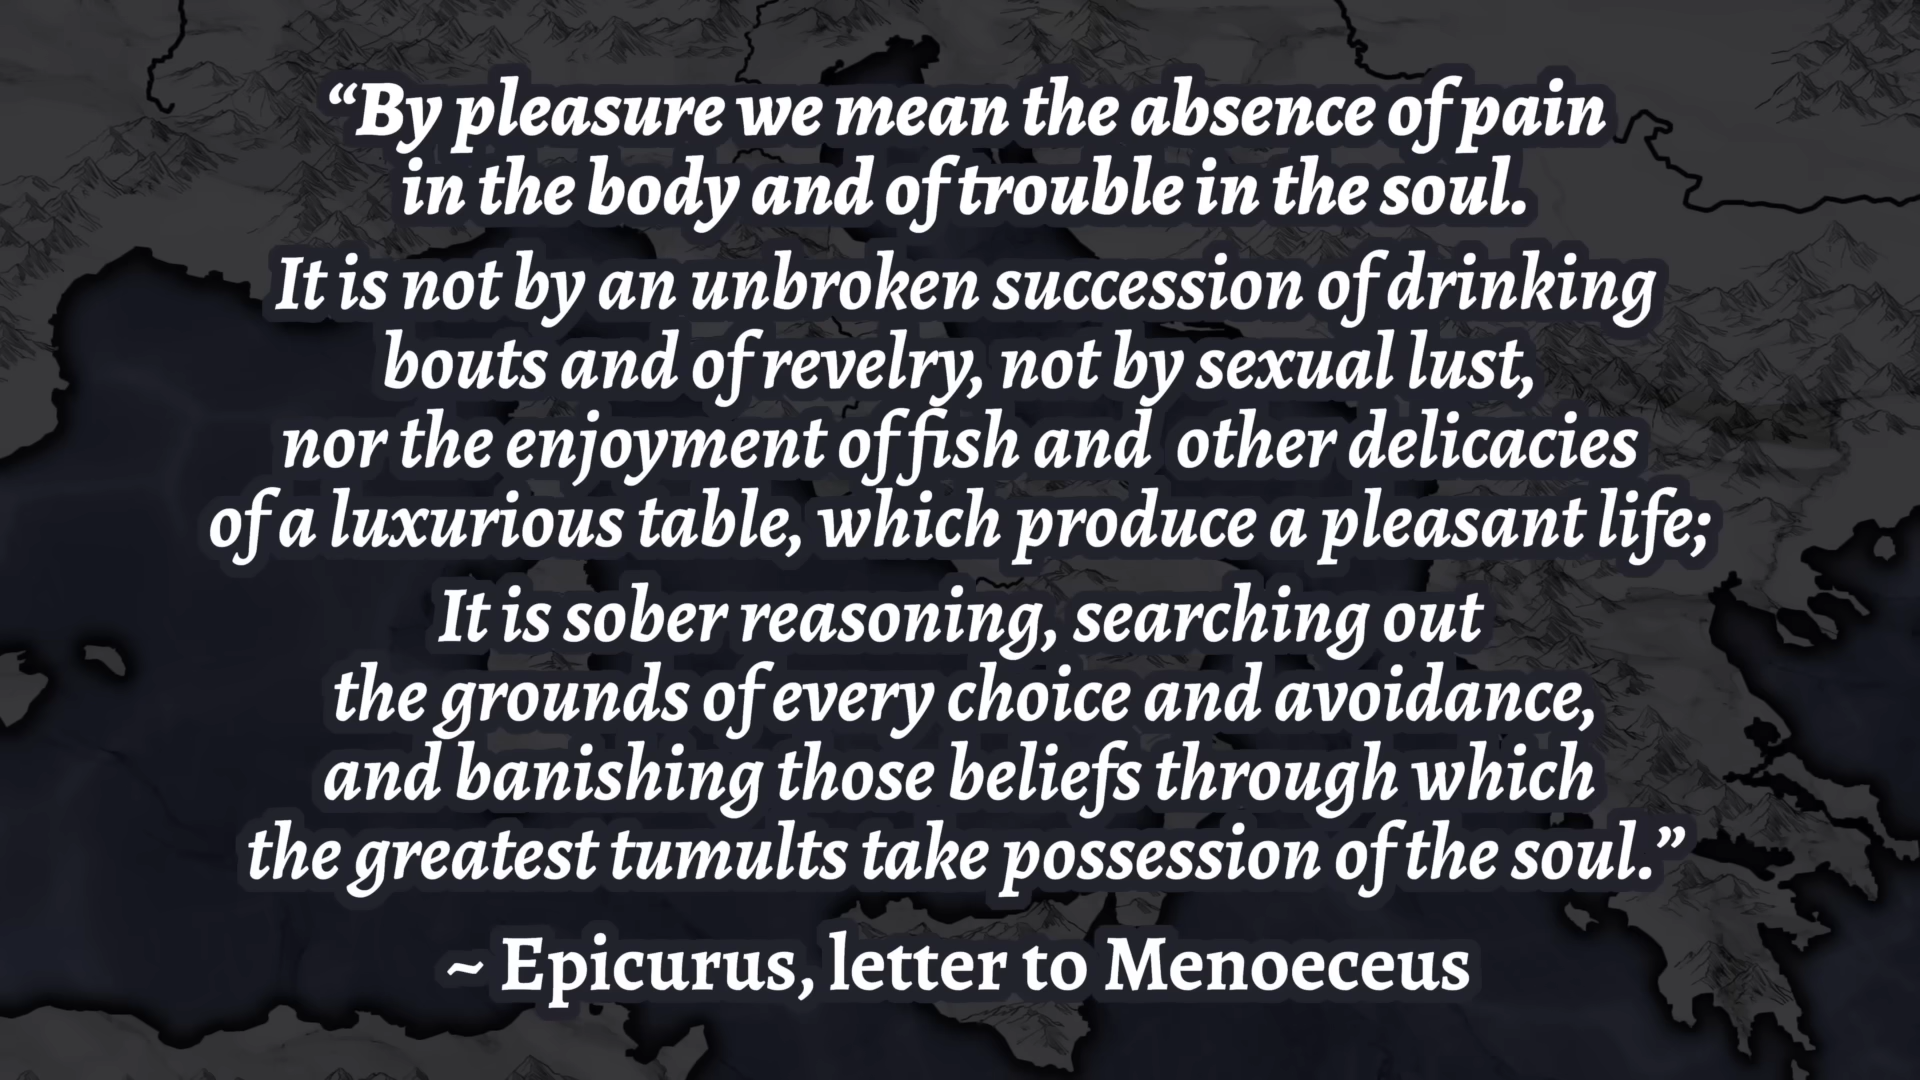 “By pleasure we mean the absence of pain
in the body and of trouble in the soul.
It is not by an unbroken succession of drinking
bouts and of revelry, not by sexual lust,
nor the enjoyment of fish and  other delicacies
of a luxurious table, which produce a pleasant life;
It is sober reasoning, searching out
the grounds of every choice and avoidance,
and banishing those beliefs through which
the greatest tumults take possession of the soul.”
~ Epicurus, letter to Menoeceus